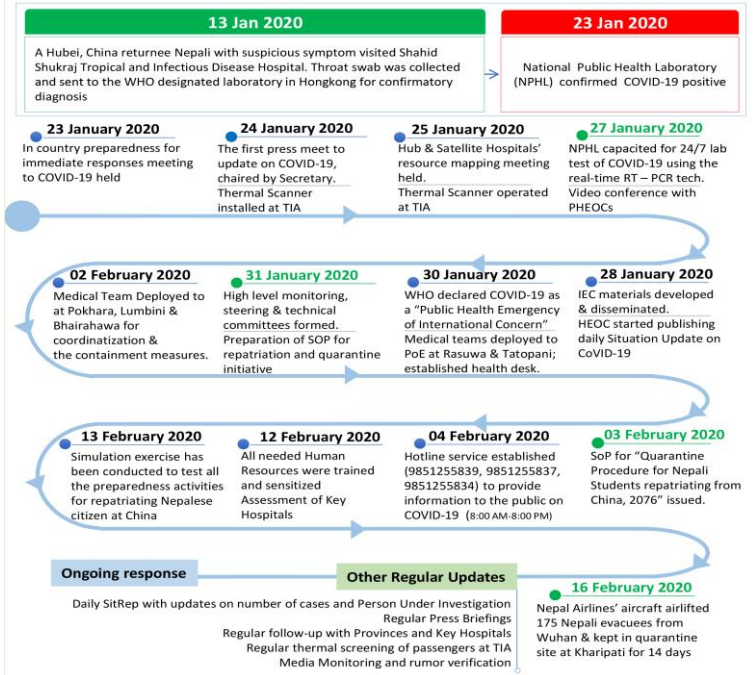 13 Jan 2020
23 Jan 2020
A Hubei, China returnee Nepali with suspicious symptom visited Shahid
Shukraj Tropical and Infectious Disease Hospital. Throat swab was collected
and sent to the WHO designated laboratory in Hongkong for confirmatory
diagnosis
National Public Health Laboratory
(NPHL) confirmed COVID-19 positive
23 January 2020
In country preparedness for
immediate responses meeting
to COVID-19 held
24 January 2020
The first press meet to
update on COVID-19,
chaired by Secretary.
Thermal Scanner
installed at TIA
25 January 2020
Hub & Satellite Hospitals'
resource mapping meeting
held.
Thermal Scanner operated
at TIA
27 January 2020
NPHL capacited for 24/7 lab
test of COVID-19 using the
real-time RT – PCR tech.
Video conference with
PHEOCs
02 February 2020
Medical Team Deployed to
at Pokhara, Lumbini &
Bhairahawa for
coordinatization &
the containment measures.
31 January 2020
High level monitoring,
steering & technical
committees formed.
Preparation of SOP for
repatriation and quarantine
initiative
30 January 2020
WHO declared COVID-19 as
a "Public Health Emergency
of International Concern"
Medical teams deployed to
PoE at Rasuwa & Tatopani;
established health desk.
28 January 2020
IEC materials developed
& disseminated.
HEOC started publishing
daily Situation Update on
CoVID-19
13 February 2020
Simulation exercise has
been conducted to test all
the preparedness activities
for repatriating Nepalese
citizen at China
12 February 2020
All needed Human
Resources were trained
and sensitized
Assessment of Key
Hospitals
04 February 2020
Hotline service established
(9851255839, 9851255837,
9851255834) to provide
information to the public on
COVID-19 (8:00 AM-8:00 PM)
03 February 2020
SoP for "Quarantine
Procedure for Nepali
Students repatriating from
China, 2076" issued.
Ongoing response
Other Regular Updates
Daily SitRep with updates on number of cases and Person Under Investigation
Regular Press Briefings
Regular follow-up with Provinces and Key Hospitals
Regular thermal screening of passengers at TIA
Media Monitoring and rumor verification
16 February 2020
Nepal Airlines' aircraft airlifted
175 Nepali evacuees from
Wuhan & kept in quarantine
site at Kharipati for 14 days